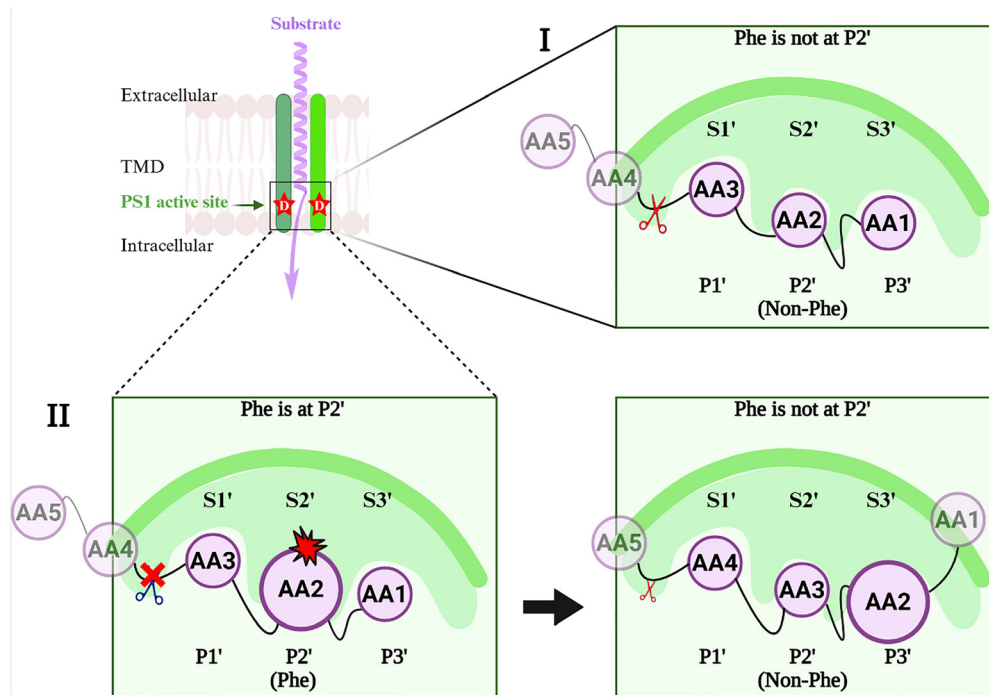 Substrate
Extracellular
TMD
PS1 active site
Intracellular
D D
I
Phe is not at P2'
S1' S2' S3'
AA5
AA4
AA3
AA2
AA1
P1' P2' P3'
(Non-Phe)
II
Phe is at P2'
S1' S2' S3'
AA5
AA4
AA3
AA2
AA1
P1' P2' P3'
(Phe)
Phe is not at P2'
S1' S2' S3'
AA5
AA4
AA3
AA2
AA1
P1' P2' P3'
(Non-Phe)